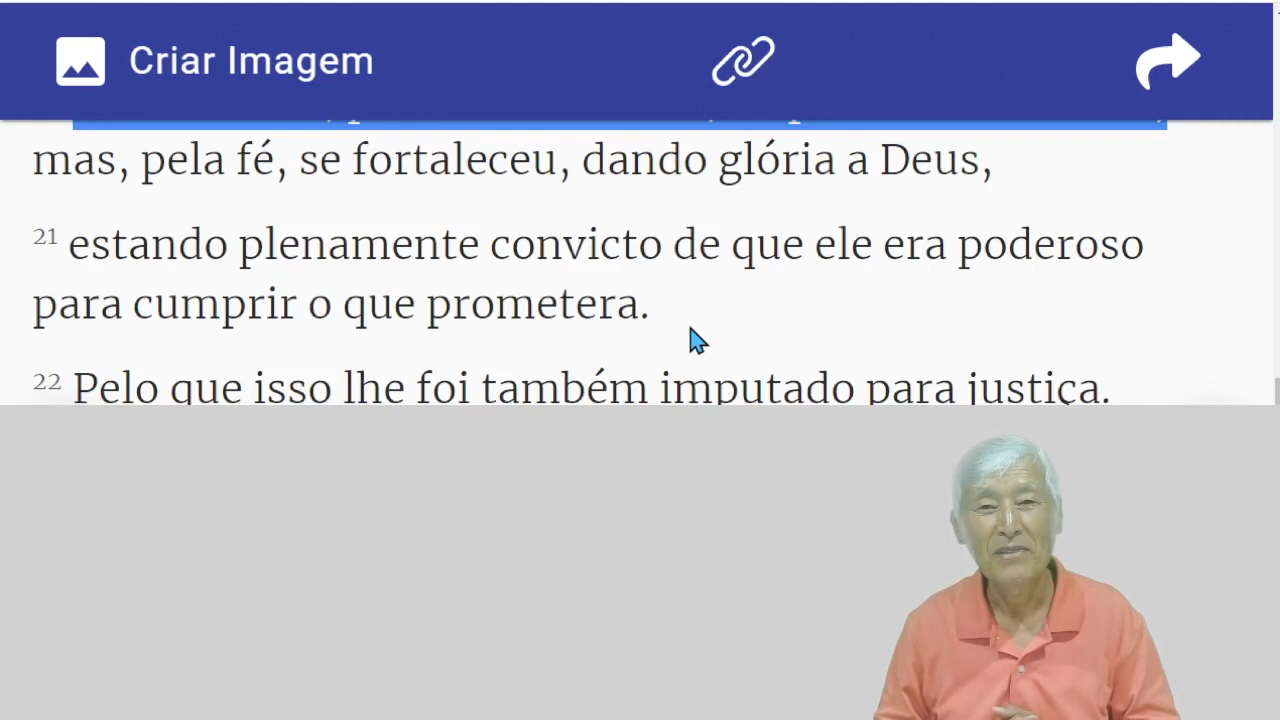 Criar Imagem
mas, pela fé, se fortaleceu, dando glória a Deus,
21 estando plenamente convicto de que ele era poderoso
para cumprir o que prometera.
22 Pelo que isso lhe foi também imputado para justiça.